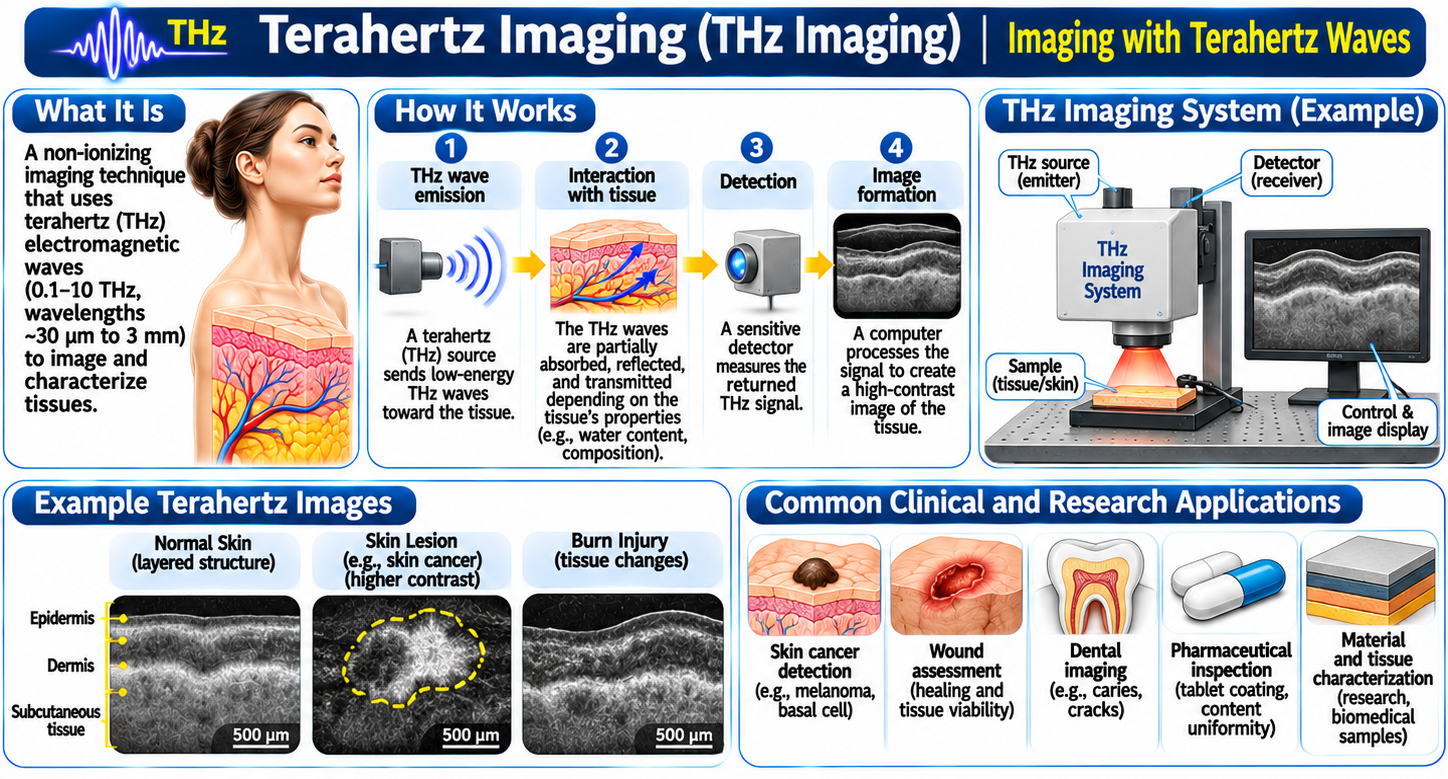 THz
Terahertz Imaging (THz Imaging) | Imaging with Terahertz Waves
What It Is
A non-ionizing
imaging technique
that uses
terahertz (THz)
electromagnetic
waves
(0.1–10 THz,
wavelengths
~30 µm to 3 mm)
to image and
characterize
tissues.
How It Works
1
THz wave
emission
A terahertz
(THz) source
sends low-energy
THz waves
toward the tissue.
2
Interaction
with tissue
The THz waves
are partially
absorbed, reflected,
and transmitted
depending on the
tissue's properties
(e.g., water content,
composition).
3
Detection
A sensitive
detector
measures the
returned
THz signal.
4
Image
formation
A computer
processes the
signal to create
a high-contrast
image of the
tissue.
THz Imaging System (Example)
THz source
(emitter)
Detector
(receiver)
THz
Imaging
System
Sample
(tissue/skin)
Control &
image display
Example Terahertz Images
Normal Skin
(layered structure)
Epidermis
Dermis
Subcutaneous
tissue
500 µm
Skin Lesion
(e.g., skin cancer)
(higher contrast)
500 µm
Burn Injury
(tissue changes)
500 µm
Common Clinical and Research Applications
Skin cancer
detection
(e.g., melanoma,
basal cell)
Wound
assessment
(healing and
tissue viability)
Dental
imaging
(e.g., caries,
cracks)
Pharmaceutical
inspection
(tablet coating,
content
uniformity)
Material
and tissue
characterization
(research,
biomedical
samples)